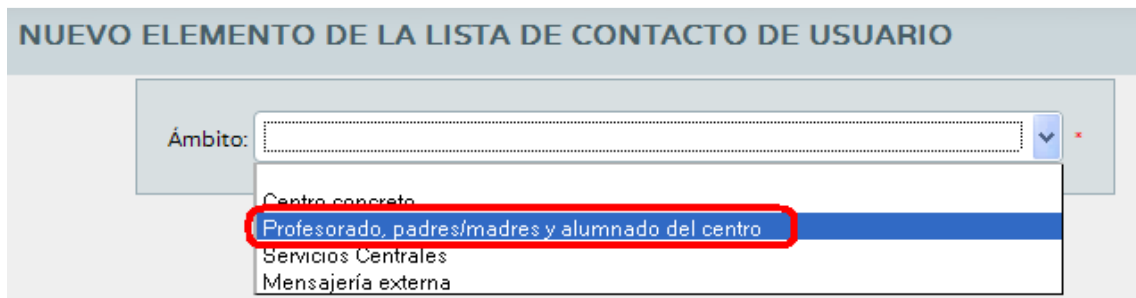 NUEVO ELEMENTO DE LA LISTA DE CONTACTO DE USUARIO
Ámbito: *
Centro concreto
Profesorado, padres/madres y alumnado del centro
Servicios Centrales
Mensajería externa